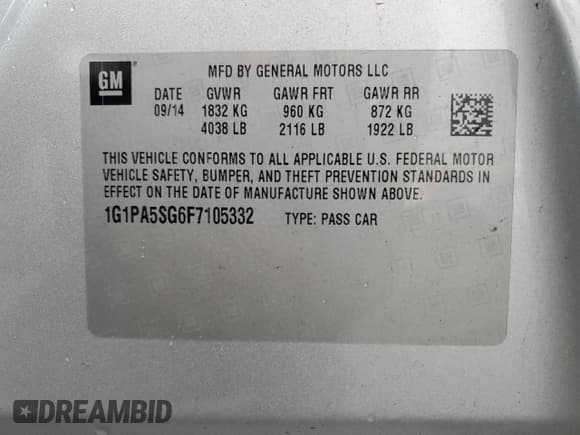 GM
MFD BY GENERAL MOTORS LLC
DATE GVWR GAWR FRT GAWR RR
09/14 1832 KG 960 KG 872 KG
4038 LB 2116 LB 1922 LB
THIS VEHICLE CONFORMS TO ALL APPLICABLE U.S. FEDERAL MOTOR
VEHICLE SAFETY, BUMPER, AND THEFT PREVENTION STANDARDS IN
EFFECT ON THE DATE OF MANUFACTURE SHOWN ABOVE.
1G1PA5SG6F7105332 TYPE: PASS CAR
DREAMBID